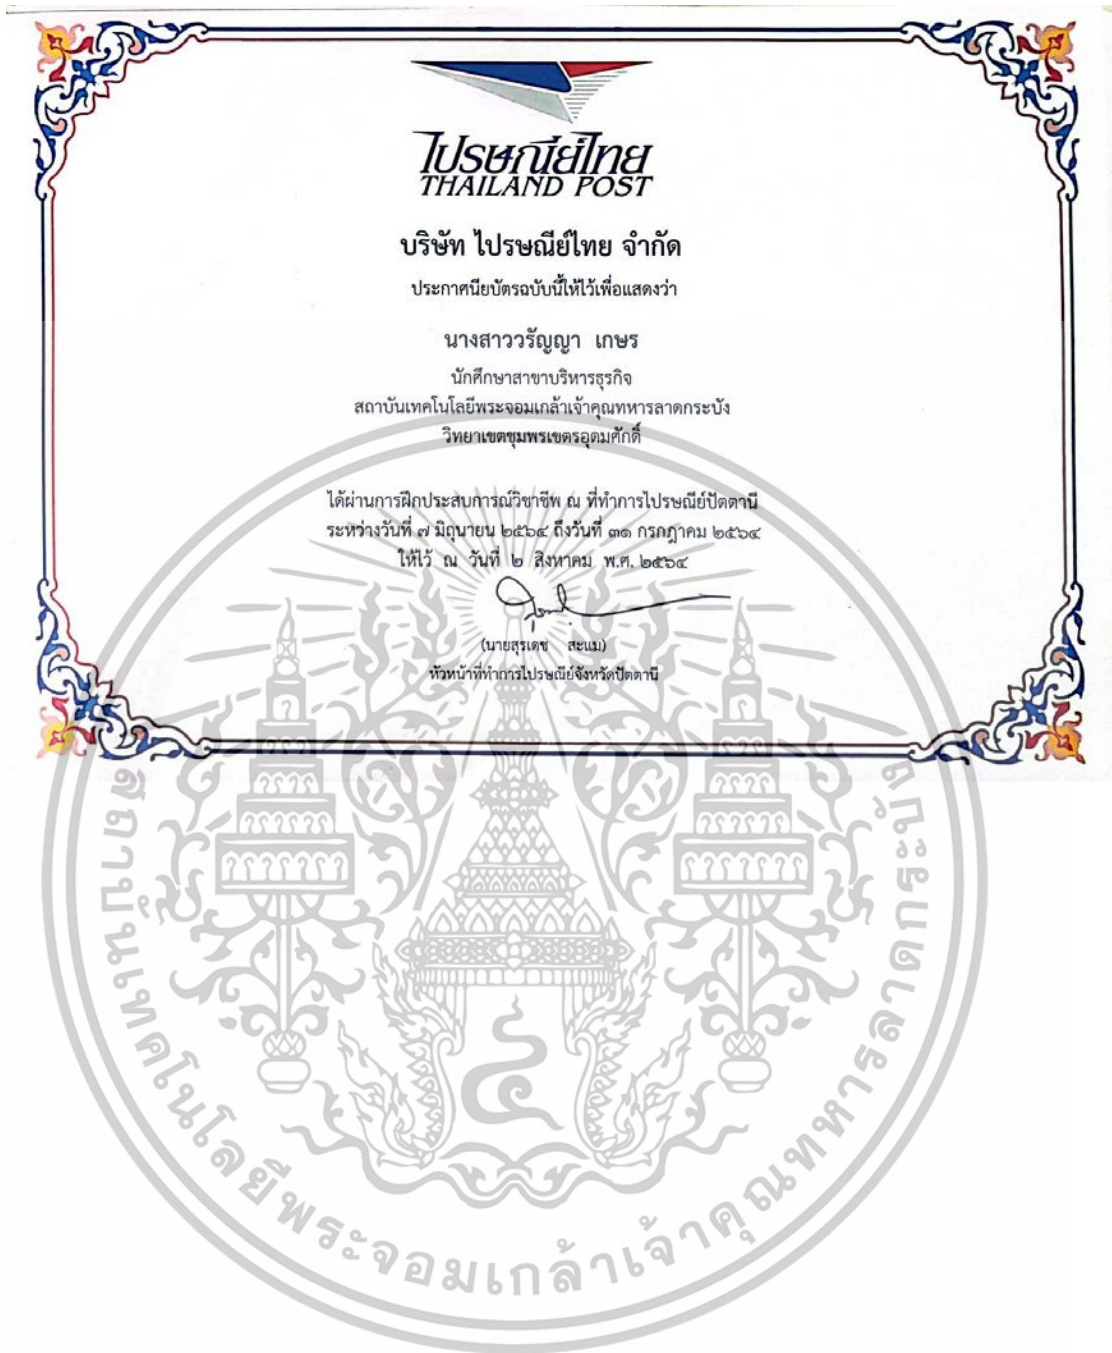 ไปรษณีย์ไทย
THAILAND POST
บริษัท ไปรษณีย์ไทย จำกัด
ประกาศนียบัตรฉบับนี้ให้ไว้เพื่อแสดงว่า
นางสาววรัญญา เกษร
นักศึกษาสาขาบริหารธุรกิจ
สถาบันเทคโนโลยีพระจอมเกล้าเจ้าคุณทหารลาดกระบัง
วิทยาเขตชุมพรเขตรอุดมศักดิ์
ได้ผ่านการฝึกประสบการณ์วิชาชีพ ณ ที่ทำการไปรษณีย์ปัตตานี
ระหว่างวันที่ ๗ มิถุนายน ๒๕๖๔ ถึงวันที่ ๓๑ กรกฎาคม ๒๕๖๔
ให้ไว้ ณ วันที่ ๒ สิงหาคม พ.ศ. ๒๕๖๔
(นายสุรเดช สะแม)
หัวหน้าที่ทำการไปรษณีย์จังหวัดปัตตานี
สถาบันเทคโนโลยีพระจอมเกล้าเจ้าคุณทหารลาดกระบัง